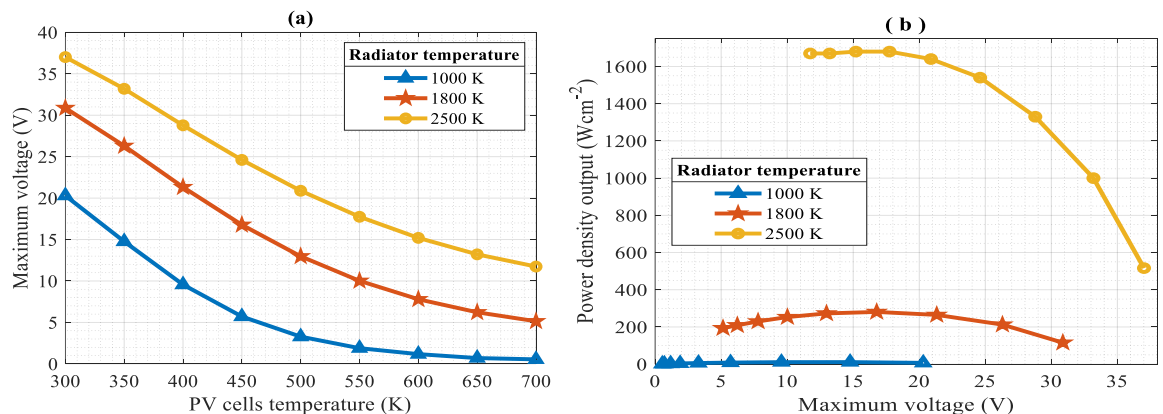 (a)
40
35
30
25
20
15
10
5
0
Maximum voltage (V)
300 350 400 450 500 550 600 650 700
PV cells temperature (K)
Radiator temperature
1000 K
1800 K
2500 K
( b )
1600
1400
1200
1000
800
600
400
200
0
Power density output (Wcm-2)
0 5 10 15 20 25 30 35
Maximum voltage (V)
Radiator temperature
1000 K
1800 K
2500 K